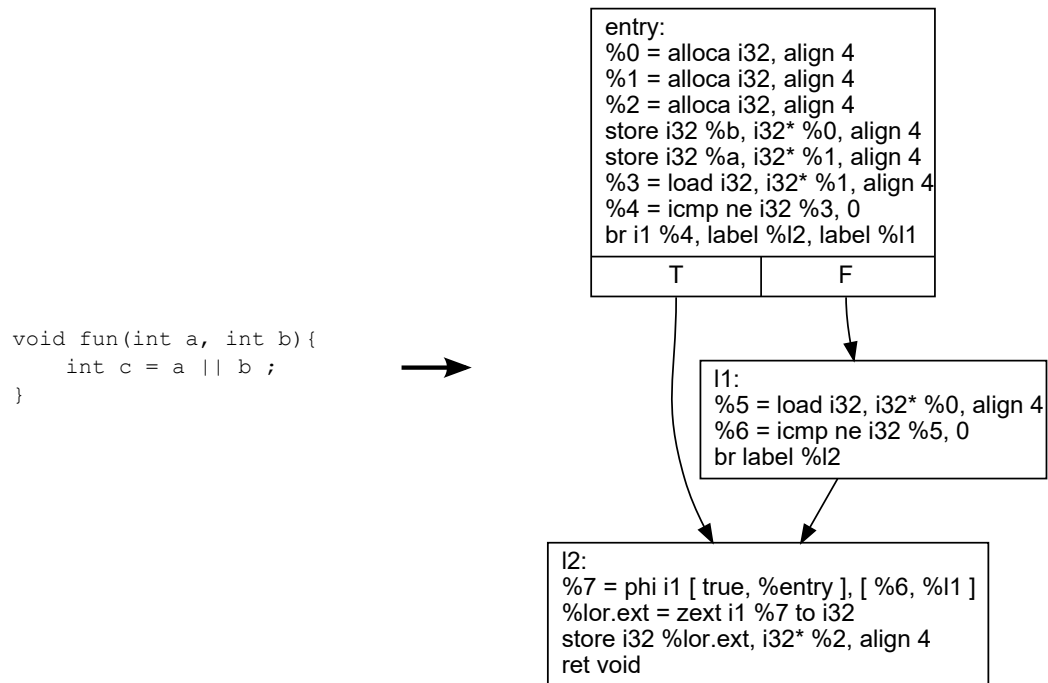 void fun(int a, int b){
    int c = a || b ;
}
entry:
%0 = alloca i32, align 4
%1 = alloca i32, align 4
%2 = alloca i32, align 4
store i32 %b, i32* %0, align 4
store i32 %a, i32* %1, align 4
%3 = load i32, i32* %1, align 4
%4 = icmp ne i32 %3, 0
br i1 %4, label %l2, label %l1
T F
l1:
%5 = load i32, i32* %0, align 4
%6 = icmp ne i32 %5, 0
br label %l2
l2:
%7 = phi i1 [ true, %entry ], [ %6, %l1 ]
%lor.ext = zext i1 %7 to i32
store i32 %lor.ext, i32* %2, align 4
ret void